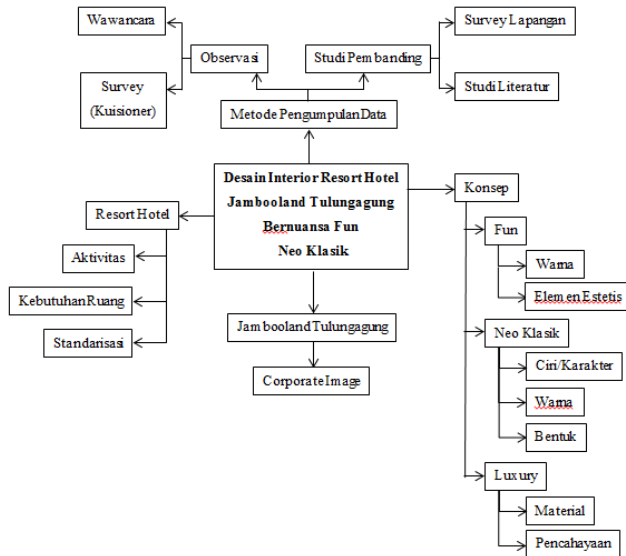 Wawancara
Survey Lapangan
Observasi
Studi Pembanding
Survey
(Kuisioner)
Studi Literatur
Metode Pengumpulan Data
Desain Interior Resort Hotel
Jambooland Tulungagung
Bernuansa Fun
Neo Klasik
Konsep
Resort Hotel
Fun
Aktivitas
Warna
Kebutuhan Ruang
Elemen Estetis
Jambooland Tulungagung
Neo Klasik
Standarisasi
Ciri/Karakter
Corporate Image
Warna
Bentuk
Luxury
Material
Pencahayaan